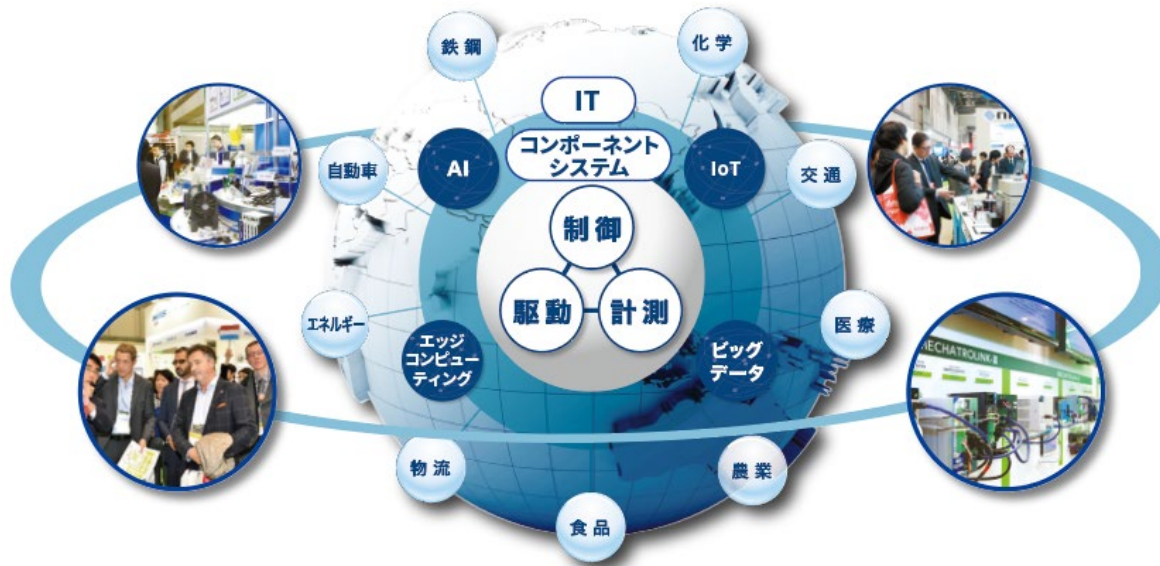 鉄鋼
化学
IT
コンポーネント
システム
AI
IoT
自動車
交通
制御
駆動
計測
エネルギー
医療
エッジ
コンピュー
ティング
ビッグ
データ
MECHATROLINK-III
物流
農業
食品